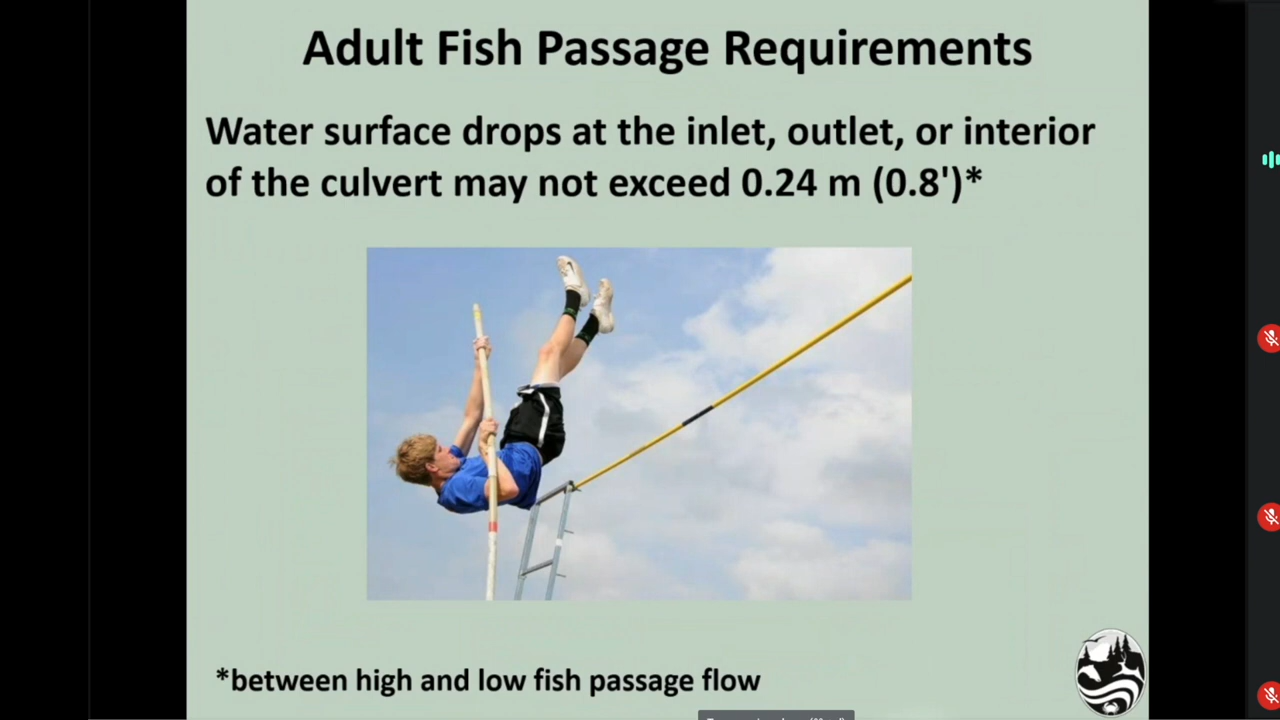 Adult Fish Passage Requirements
Water surface drops at the inlet, outlet, or interior
of the culvert may not exceed 0.24 m (0.8')*
*between high and low fish passage flow